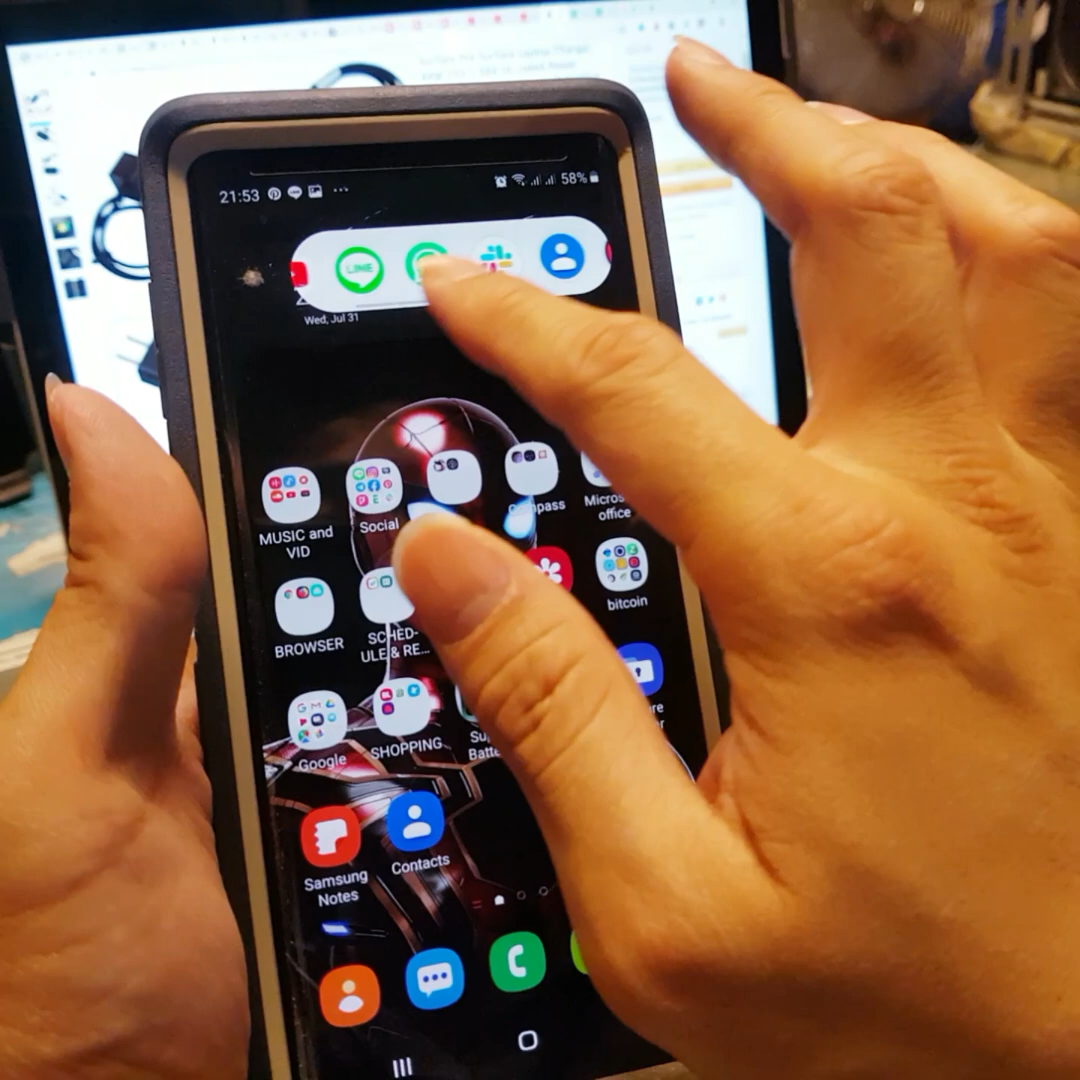 21:53
58%
LINE
Wed, Jul 31
MUSIC and
VID
Social
Micros
office
BROWSER
SCHED-
ULE & RE...
bitcoin
Google
SHOPPING
Samsung
Notes
Contacts